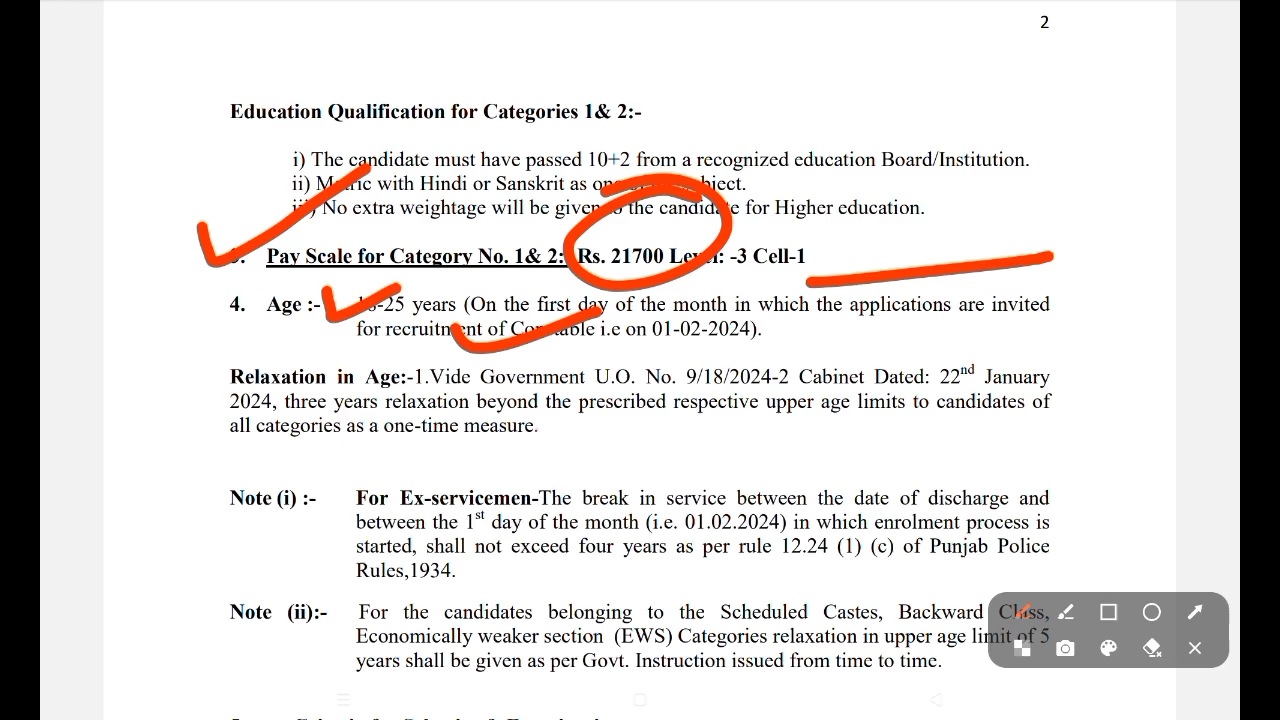 2
Education Qualification for Categories 1& 2:-
i) The candidate must have passed 10+2 from a recognized education Board/Institution.
ii) Matric with Hindi or Sanskrit as one subject.
iii) No extra weightage will be given to the candidate for Higher education.
3. Pay Scale for Category No. 1& 2: Rs. 21700 Level: -3 Cell-1
4. Age :- 18-25 years (On the first day of the month in which the applications are invited
for recruitment of Constable i.e on 01-02-2024).
Relaxation in Age:-1.Vide Government U.O. No. 9/18/2024-2 Cabinet Dated: 22nd January
2024, three years relaxation beyond the prescribed respective upper age limits to candidates of
all categories as a one-time measure.
Note (i) :- For Ex-servicemen-The break in service between the date of discharge and
between the 1st day of the month (i.e. 01.02.2024) in which enrolment process is
started, shall not exceed four years as per rule 12.24 (1) (c) of Punjab Police
Rules,1934.
Note (ii):- For the candidates belonging to the Scheduled Castes, Backward Class,
Economically weaker section (EWS) Categories relaxation in upper age limit of 5
years shall be given as per Govt. Instruction issued from time to time.